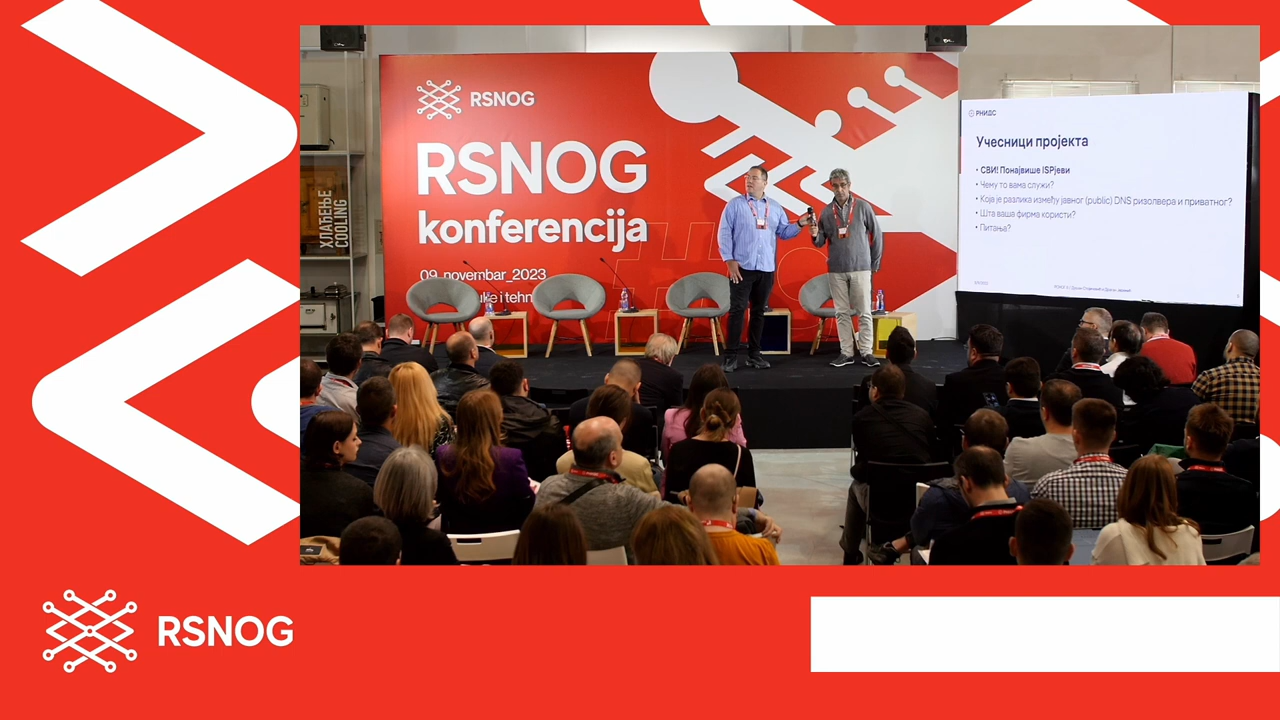 RSNOG
RSNOG
konferencija
09_novembar_2023
ХЛАЂЕЊЕ
COOLING
РНИДС
Учесници пројекта
• СВИ! Понајвише ISPјеви
• Чему то вама служи?
• Која је разлика између јавног (public) DNS ризолвера и приватног?
• Шта ваша фирма користи?
• Питања?
RSNOG